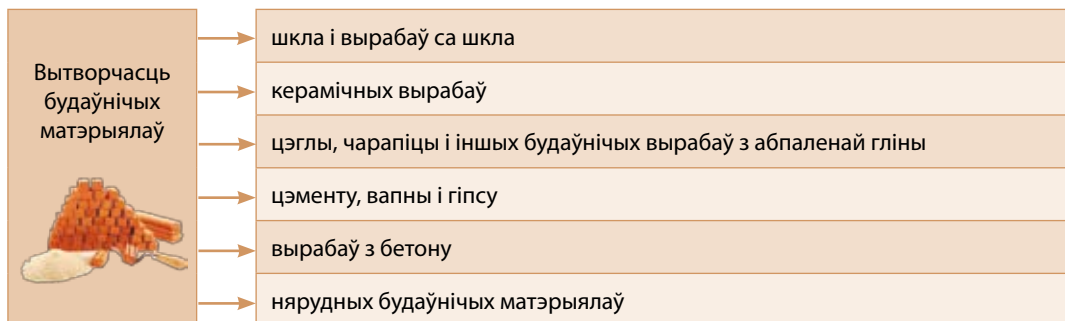 Вытворчасць
будаўнічых
матэрыялаў
шкла і вырабаў са шкла
керамічных вырабаў
цэглы, чарапіцы і іншых будаўнічых вырабаў з абпаленай гліны
цэменту, вапны і гіпсу
вырабаў з бетону
нярудных будаўнічых матэрыялаў